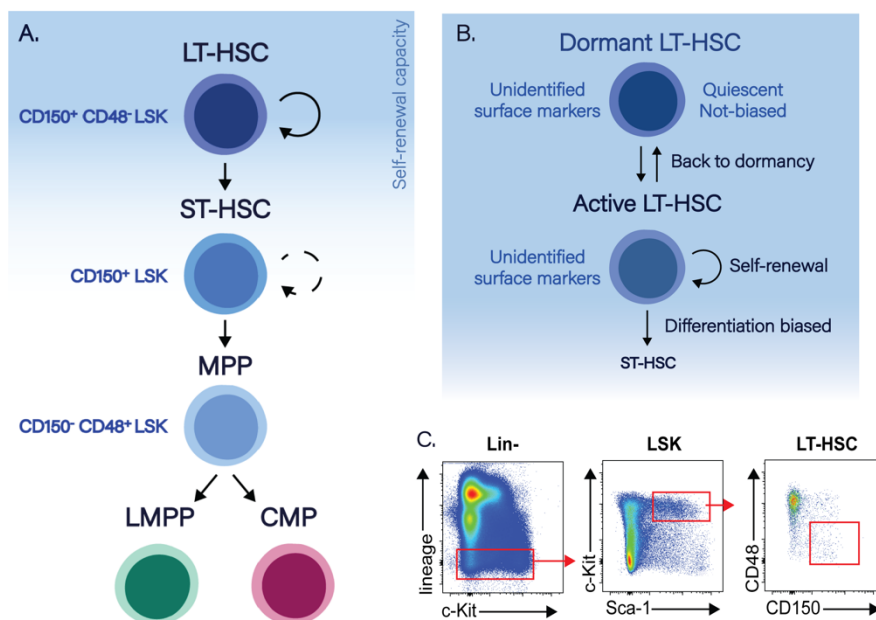 A.
LT-HSC
CD150⁺ CD48⁻ LSK
Self-renewal capacity
ST-HSC
CD150⁺ LSK
MPP
CD150⁻ CD48⁺ LSK
LMPP
CMP
B.
Dormant LT-HSC
Unidentified
surface markers
Quiescent
Not-biased
Back to dormancy
Active LT-HSC
Unidentified
surface markers
Self-renewal
Differentiation biased
ST-HSC
C.
Lin-
lineage
c-Kit
LSK
c-Kit
Sca-1
LT-HSC
CD48
CD150